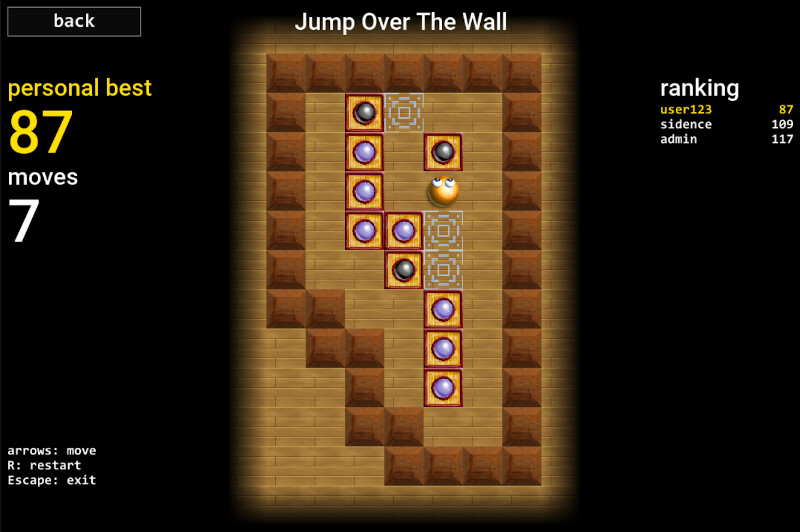 back
Jump Over The Wall
personal best
87
moves
7
ranking
user123 87
sidence 109
admin 117
arrows: move
R: restart
Escape: exit